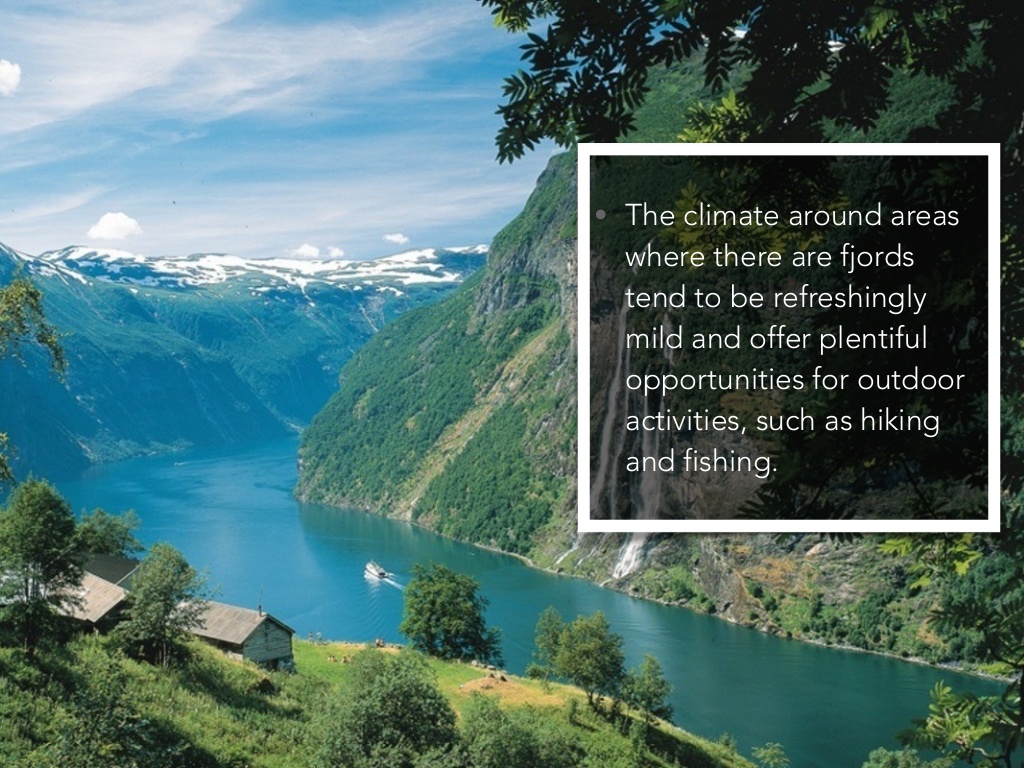 The climate around areas
where there are fjords
tend to be refreshingly
mild and offer plentiful
opportunities for outdoor
activities, such as hiking
and fishing.